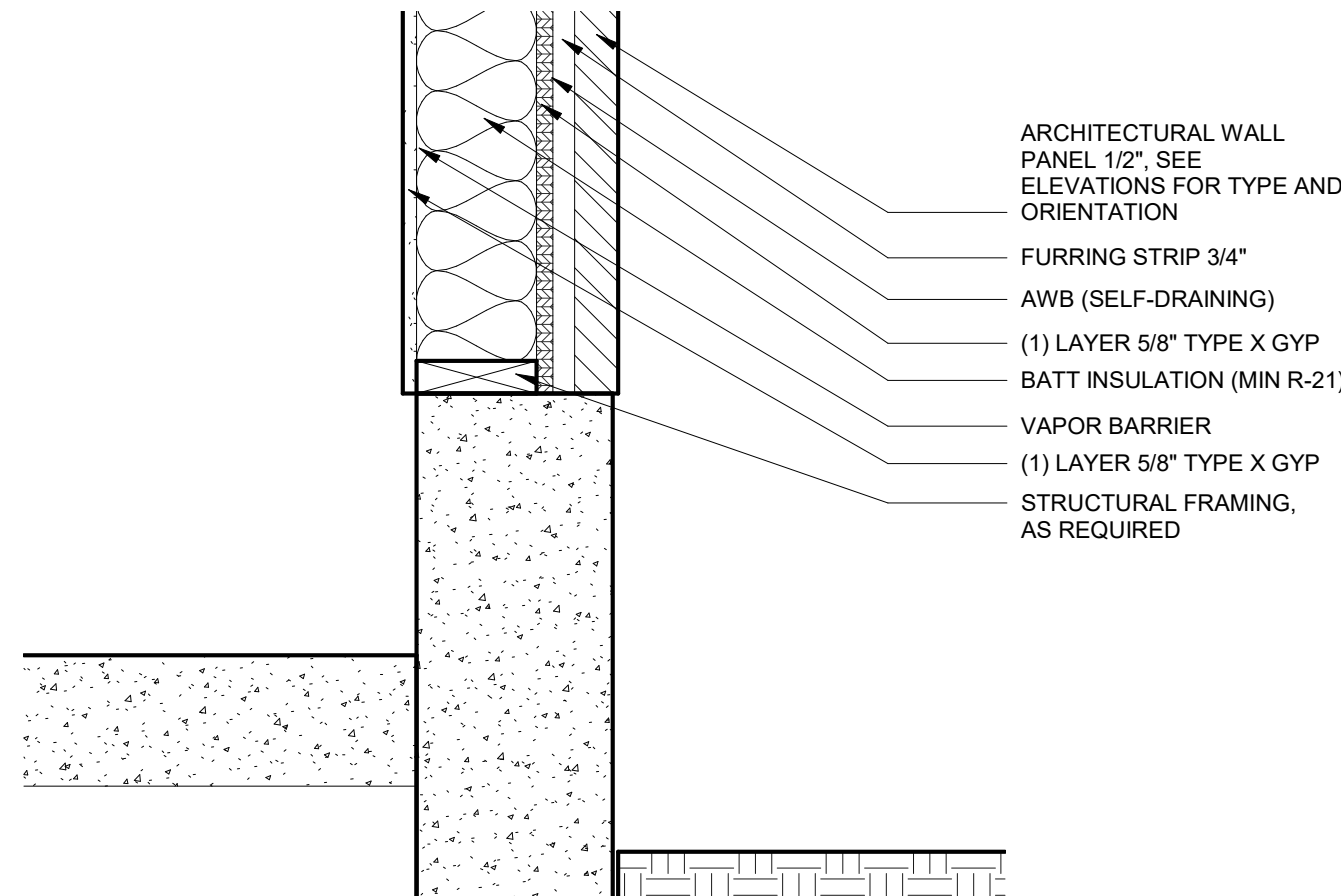 ARCHITECTURAL WALL
PANEL 1/2", SEE
ELEVATIONS FOR TYPE AND
ORIENTATION
FURRING STRIP 3/4"
AWB (SELF-DRAINING)
(1) LAYER 5/8" TYPE X GYP
BATT INSULATION (MIN R-21)
VAPOR BARRIER
(1) LAYER 5/8" TYPE X GYP
STRUCTURAL FRAMING,
AS REQUIRED